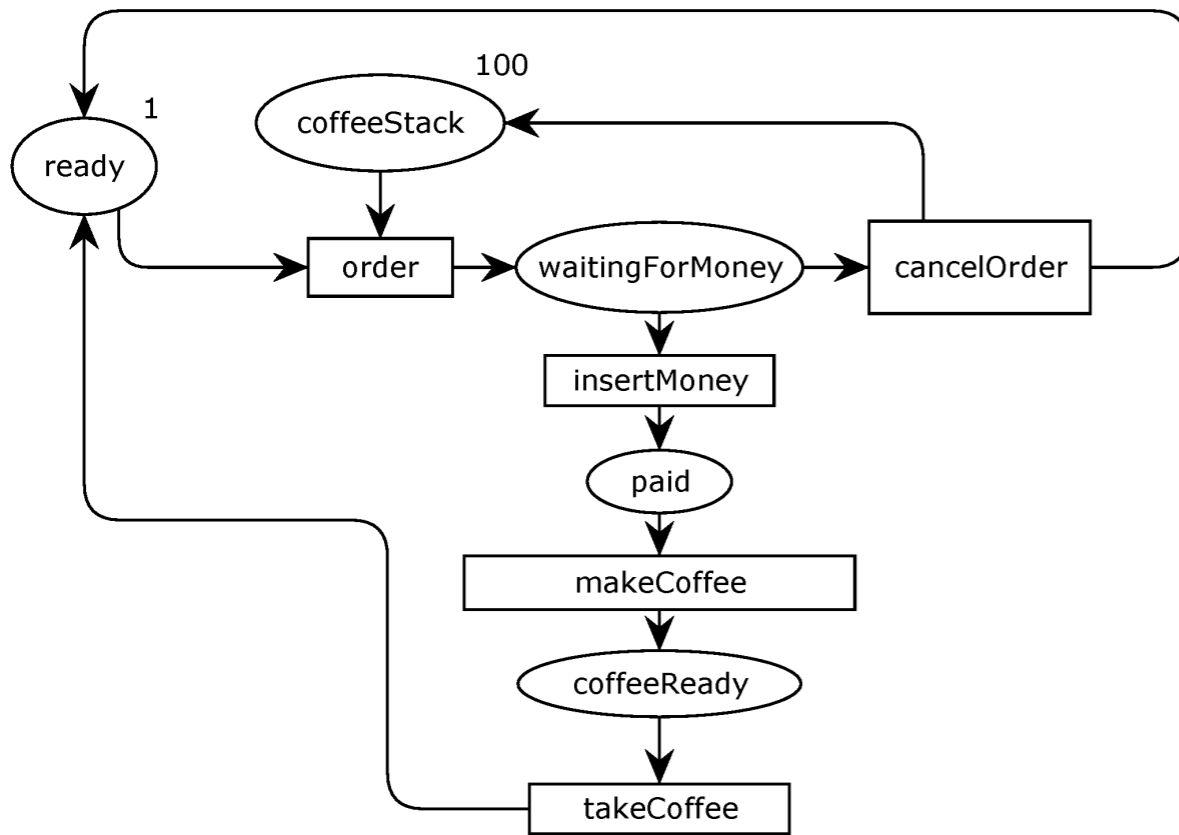 100
1
coffeeStack
ready
order
waitingForMoney
cancelOrder
insertMoney
paid
makeCoffee
coffeeReady
takeCoffee